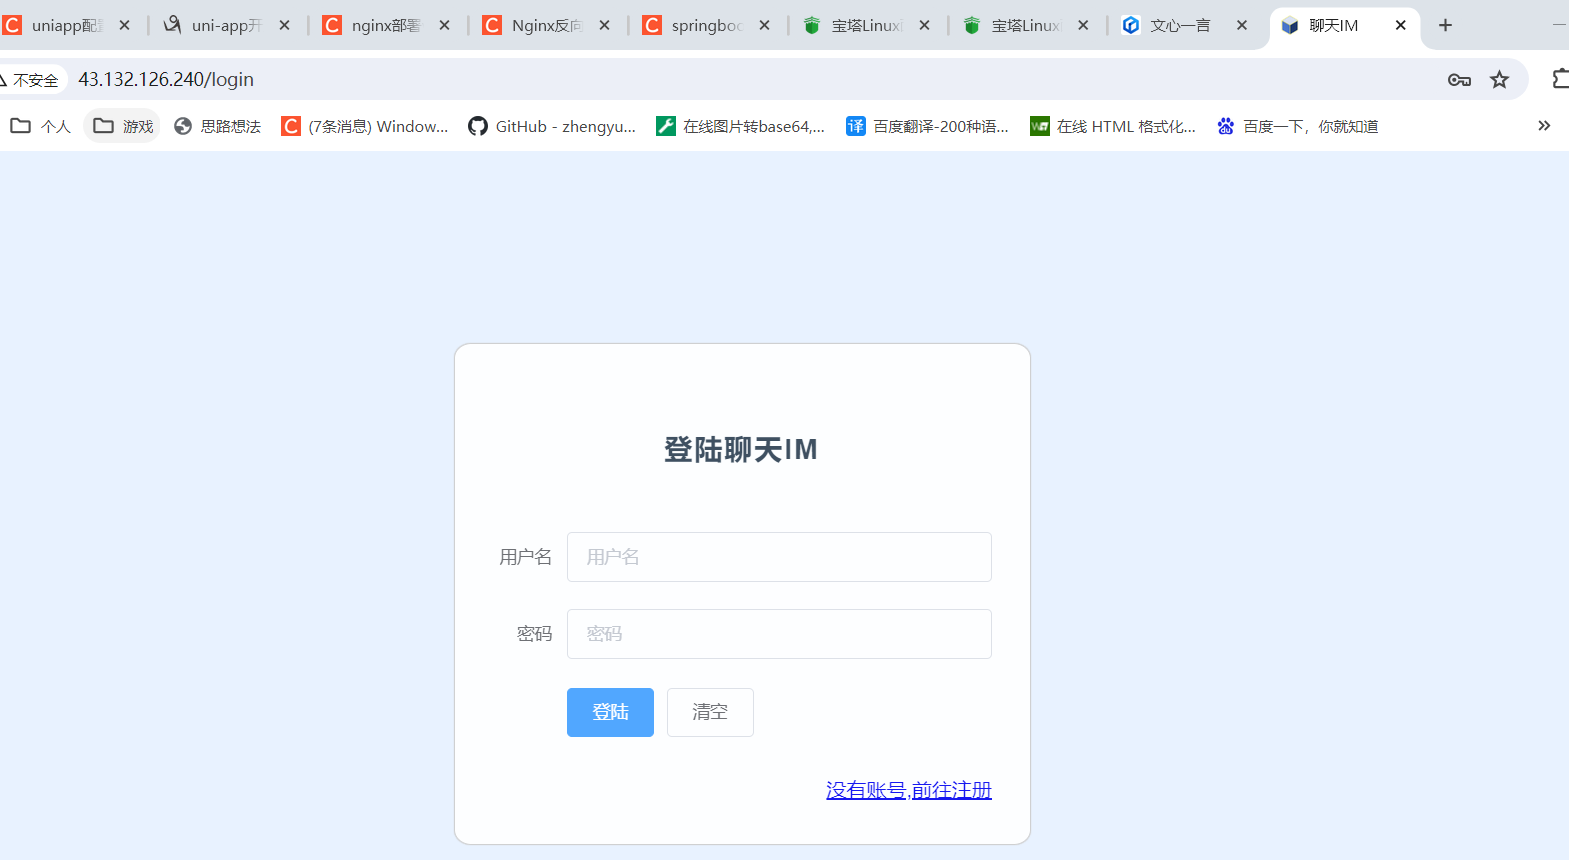 uniapp配置
uni-app开
nginx部署
Nginx反向
springboo
宝塔Linux
宝塔Linux
文心一言
聊天IM
不安全
43.132.126.240/login
个人
游戏
思路想法
(7条消息) Window...
GitHub - zhengyu...
在线图片转base64,...
百度翻译-200种语...
在线 HTML 格式化...
百度一下，你就知道
登陆聊天IM
用户名
用户名
密码
密码
登陆
清空
没有账号,前往注册